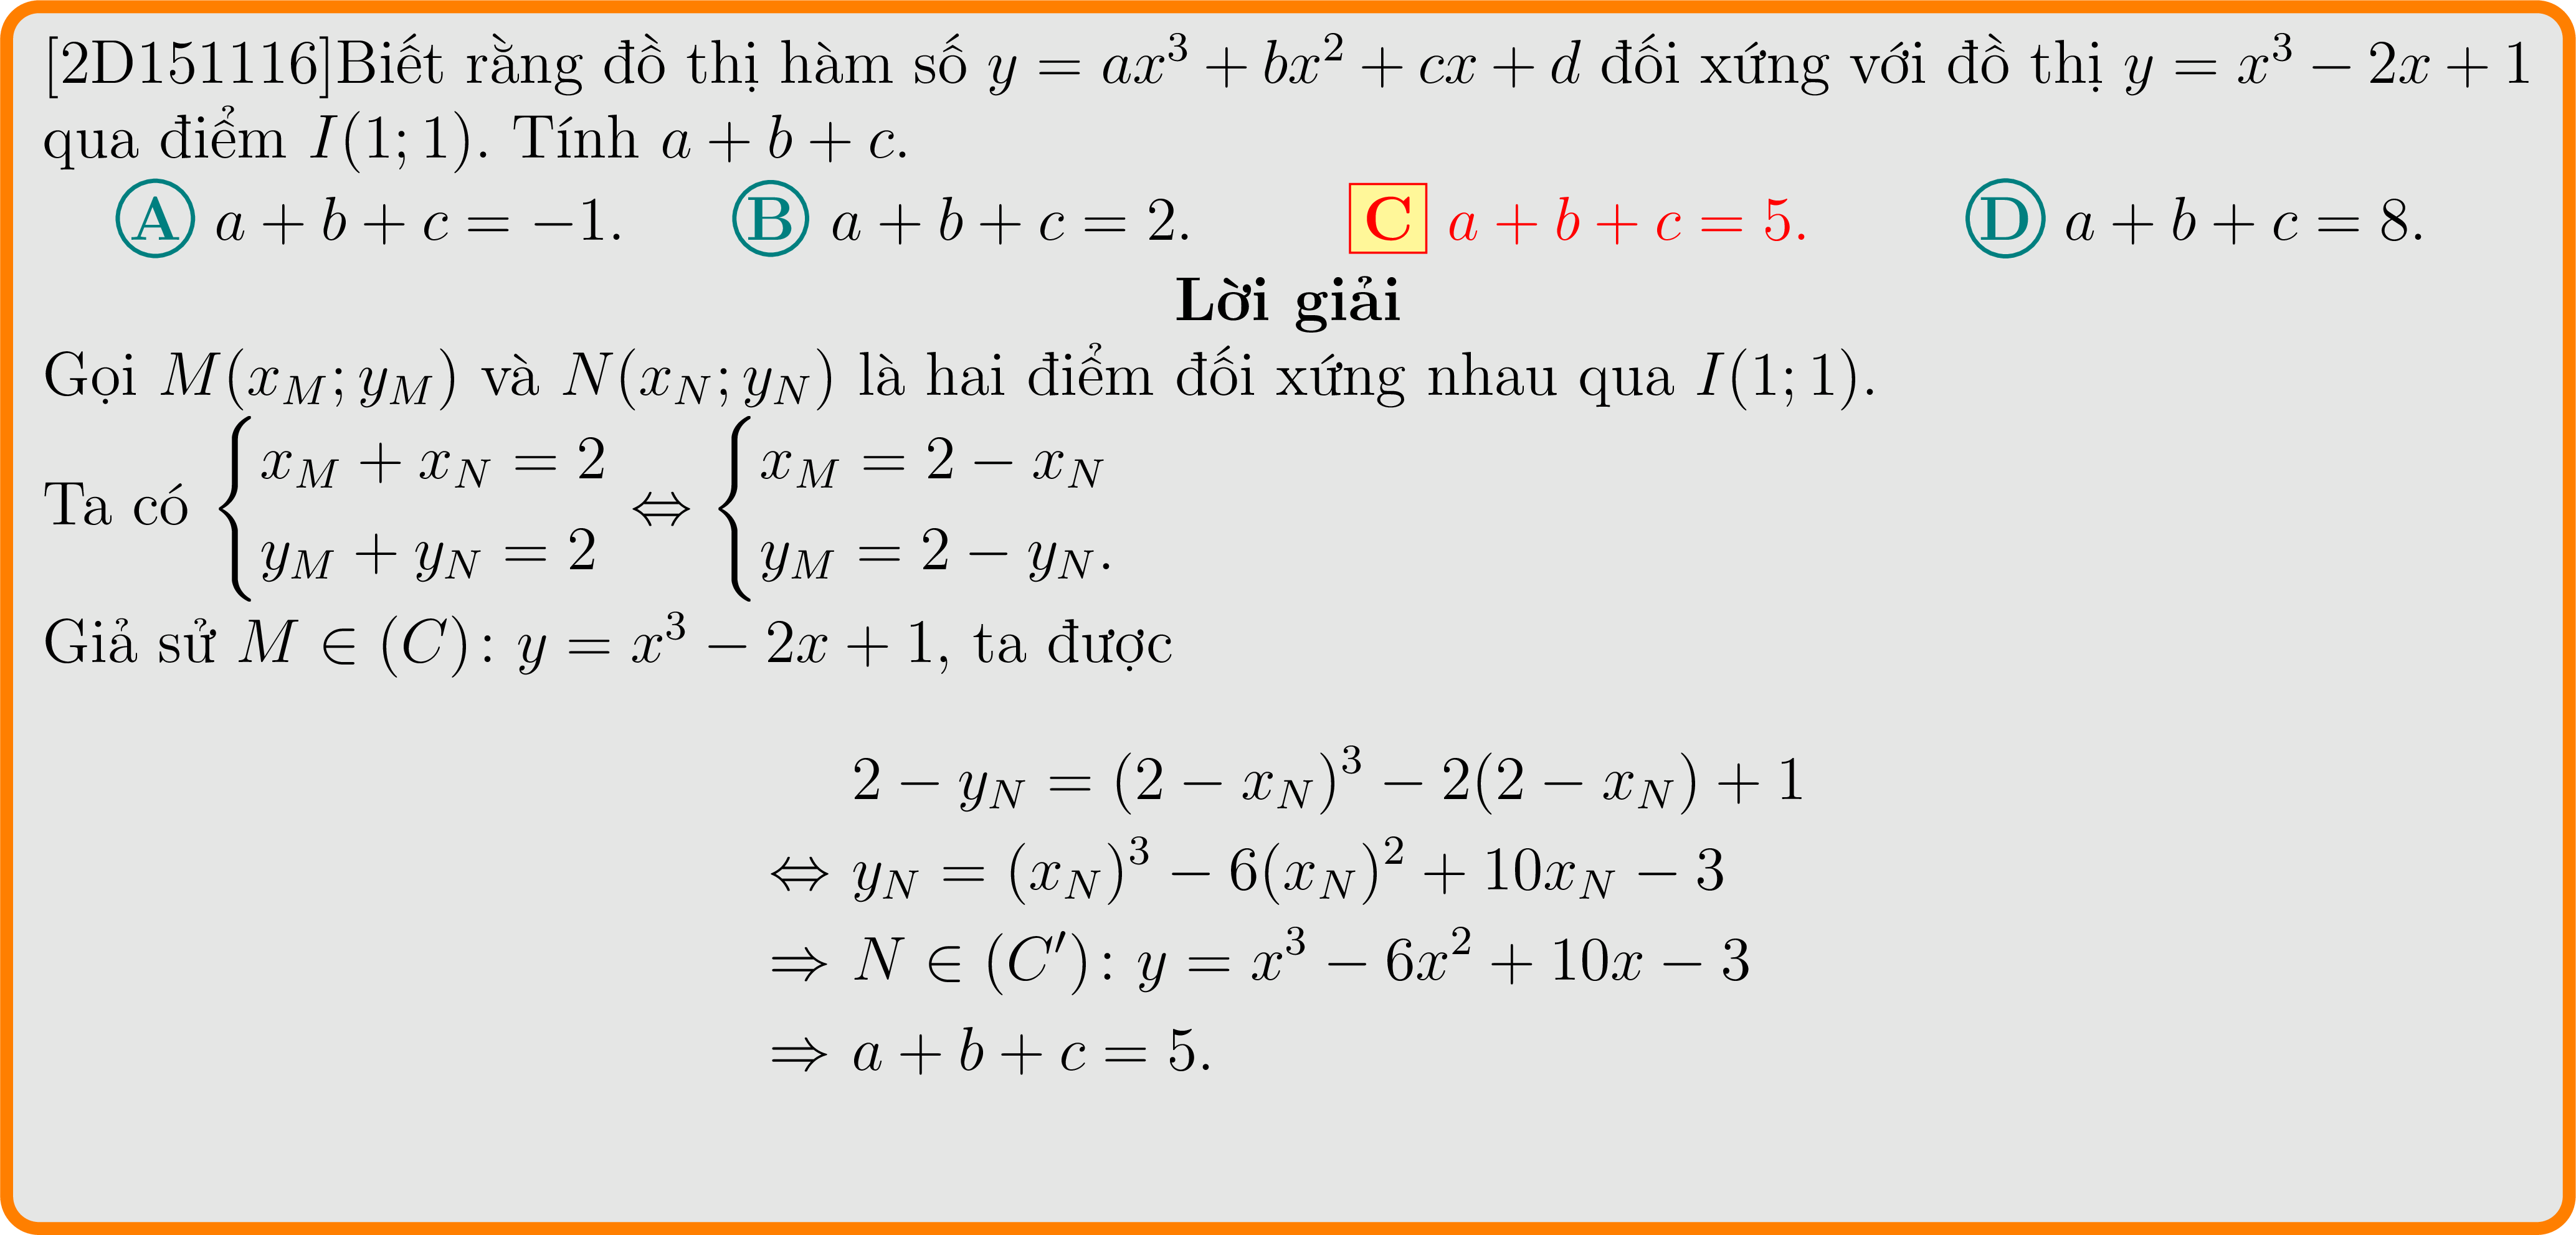 [2D151116]Biết rằng đồ thị hàm số $y = ax^3 + bx^2 + cx + d$ đối xứng với đồ thị $y = x^3 - 2x + 1$
qua điểm $I(1; 1)$. Tính $a + b + c$.
A $a + b + c = -1$. B $a + b + c = 2$. C $a + b + c = 5$. D $a + b + c = 8$.
Lời giải
Gọi $M(x_M; y_M)$ và $N(x_N; y_N)$ là hai điểm đối xứng nhau qua $I(1; 1)$.
Ta có $\begin{cases} x_M + x_N = 2 \\ y_M + y_N = 2 \end{cases} \Leftrightarrow \begin{cases} x_M = 2 - x_N \\ y_M = 2 - y_N. \end{cases}$
Giả sử $M \in (C): y = x^3 - 2x + 1$, ta được
$2 - y_N = (2 - x_N)^3 - 2(2 - x_N) + 1$
$\Leftrightarrow y_N = (x_N)^3 - 6(x_N)^2 + 10x_N - 3$
$\Rightarrow N \in (C'): y = x^3 - 6x^2 + 10x - 3$
$\Rightarrow a + b + c = 5.$